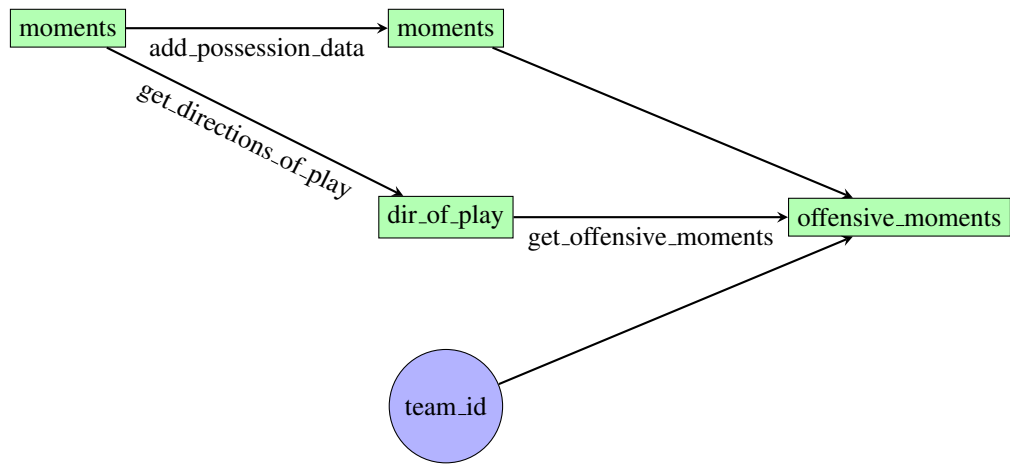 moments
moments
add_possession_data
get_directions_of_play
dir_of_play
offensive_moments
get_offensive_moments
team_id